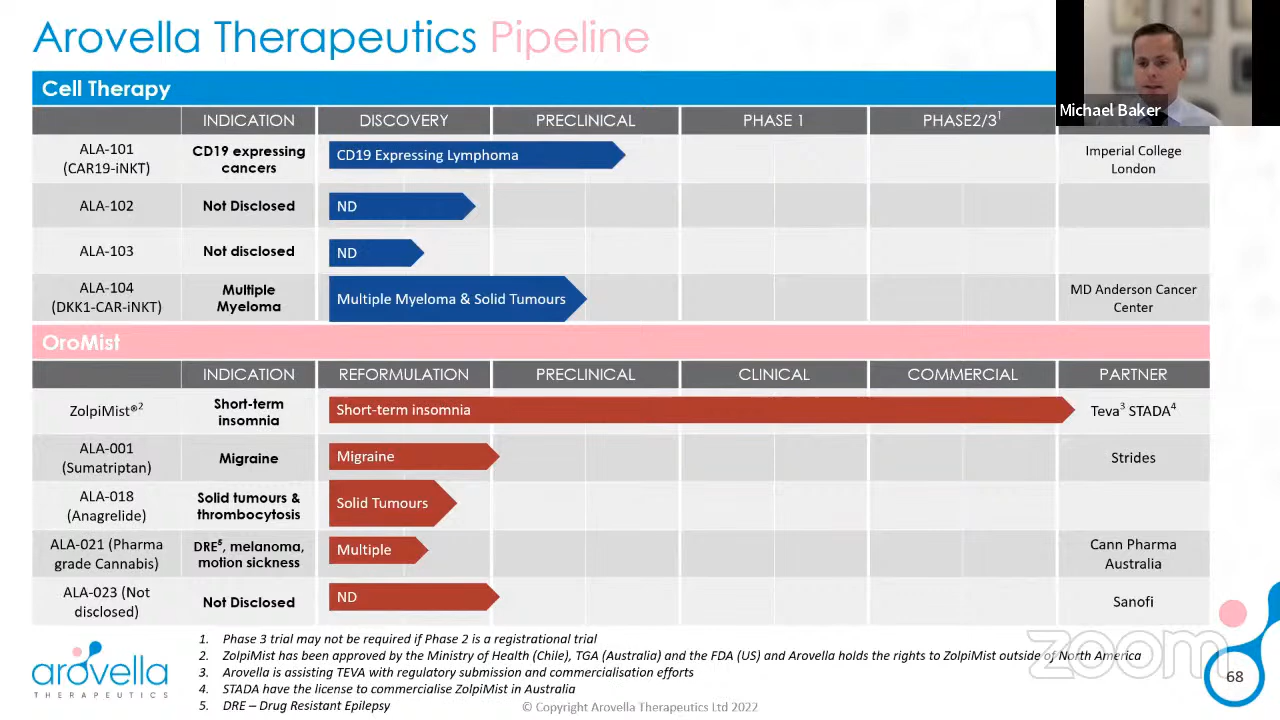 Arovella Therapeutics Pipeline
Michael Baker
Cell Therapy
INDICATION DISCOVERY PRECLINICAL PHASE 1 PHASE2/3¹
ALA-101
(CAR19-iNKT)
CD19 expressing
cancers
CD19 Expressing Lymphoma
Imperial College
London
ALA-102
Not Disclosed
ND
ALA-103
Not disclosed
ND
ALA-104
(DKK1-CAR-iNKT)
Multiple
Myeloma
Multiple Myeloma & Solid Tumours
MD Anderson Cancer
Center
OroMist
INDICATION REFORMULATION PRECLINICAL CLINICAL COMMERCIAL PARTNER
ZolpiMist®²
Short-term
insomnia
Short-term insomnia
Teva³ STADA⁴
ALA-001
(Sumatriptan)
Migraine
Migraine
Strides
ALA-018
(Anagrelide)
Solid tumours &
thrombocytosis
Solid Tumours
ALA-021 (Pharma
grade Cannabis)
DRE⁵, melanoma,
motion sickness
Multiple
Cann Pharma
Australia
ALA-023 (Not
disclosed)
Not Disclosed
ND
Sanofi
1. Phase 3 trial may not be required if Phase 2 is a registrational trial
2. ZolpiMist has been approved by the Ministry of Health (Chile), TGA (Australia) and the FDA (US) and Arovella holds the rights to ZolpiMist outside of North America
3. Arovella is assisting TEVA with regulatory submission and commercialisation efforts
4. STADA have the license to commercialise ZolpiMist in Australia
5. DRE – Drug Resistant Epilepsy
arovella
THERAPEUTICS
© Copyright Arovella Therapeutics Ltd 2022
zoom
68